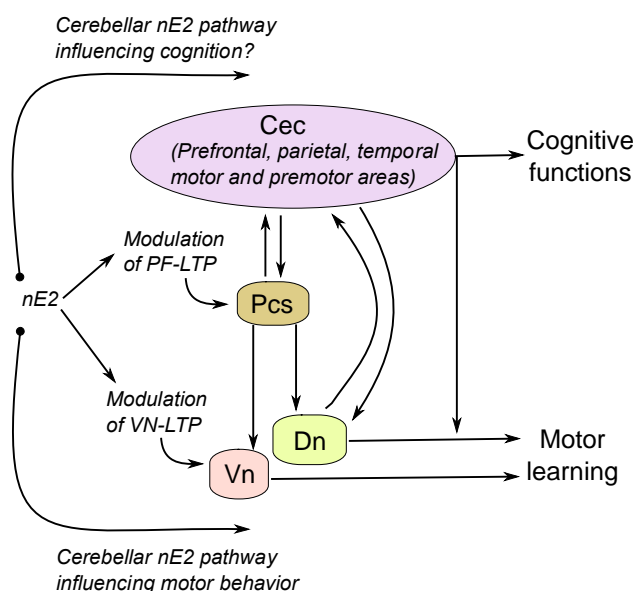 Cerebellar nE2 pathway
influencing cognition?
Cec
(Prefrontal, parietal, temporal
motor and premotor areas)
Cognitive
functions
Modulation
of PF-LTP
nE2
Pcs
Modulation
of VN-LTP
Dn
Vn
Motor
learning
Cerebellar nE2 pathway
influencing motor behavior